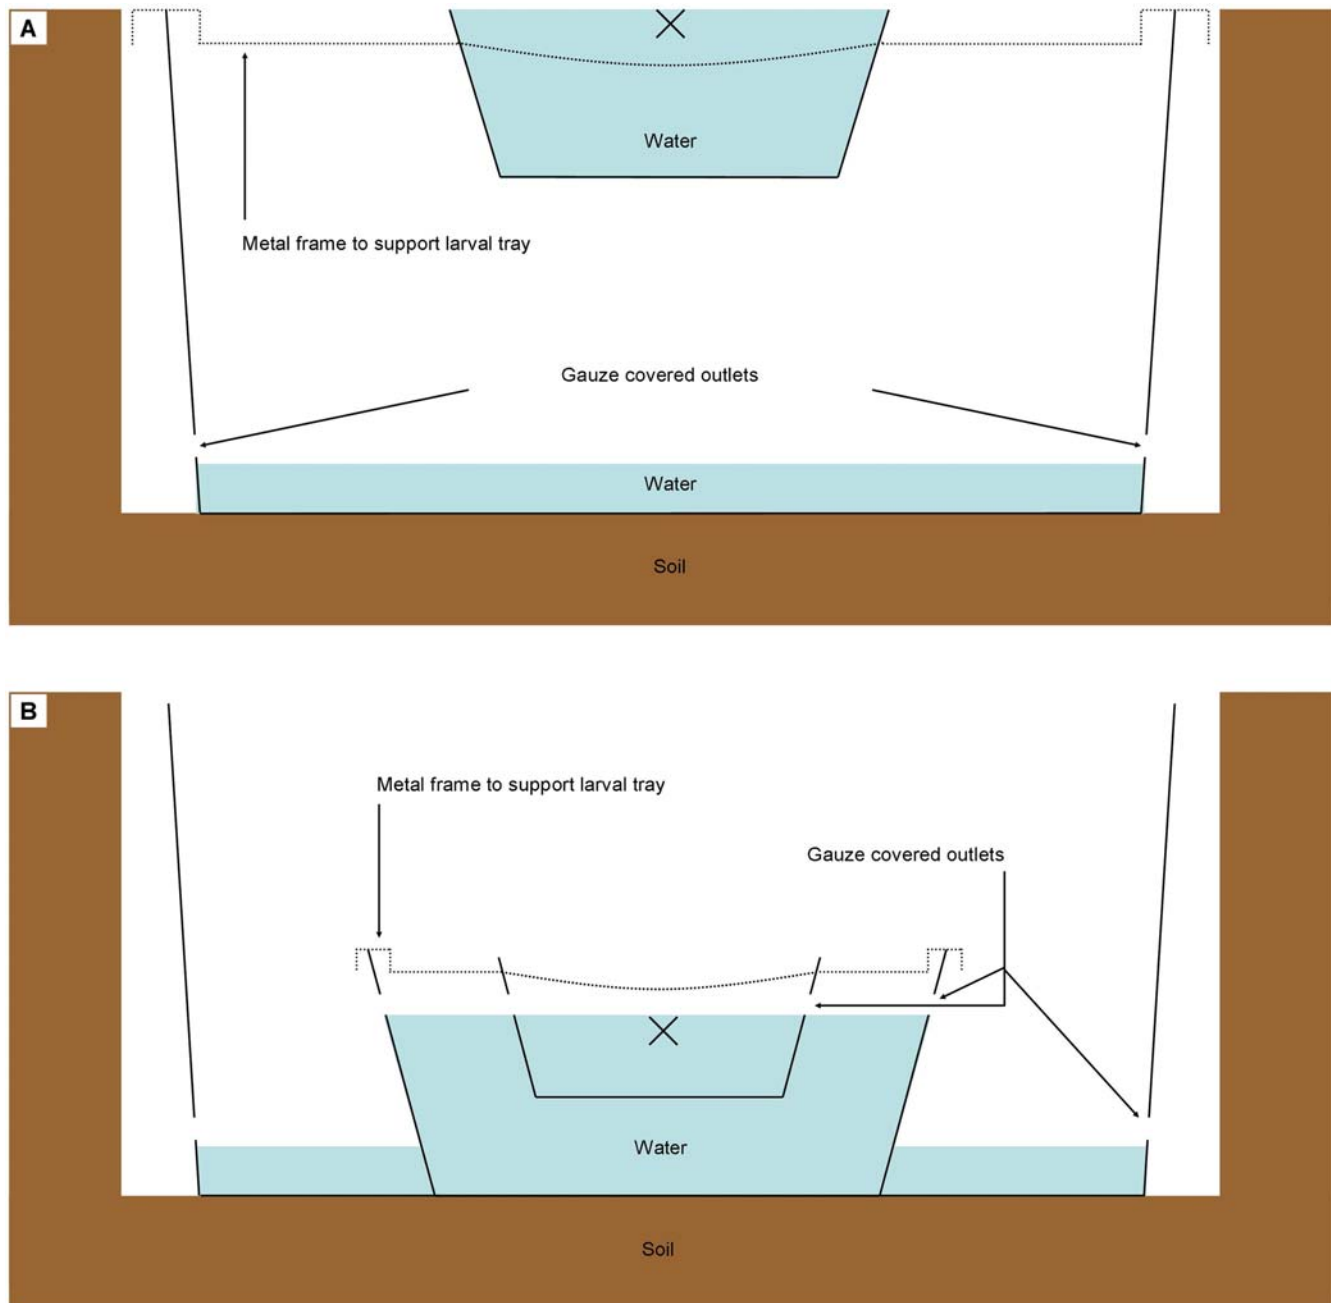 A
Water
Metal frame to support larval tray
Gauze covered outlets
Water
Soil
B
Metal frame to support larval tray
Gauze covered outlets
Water
Soil